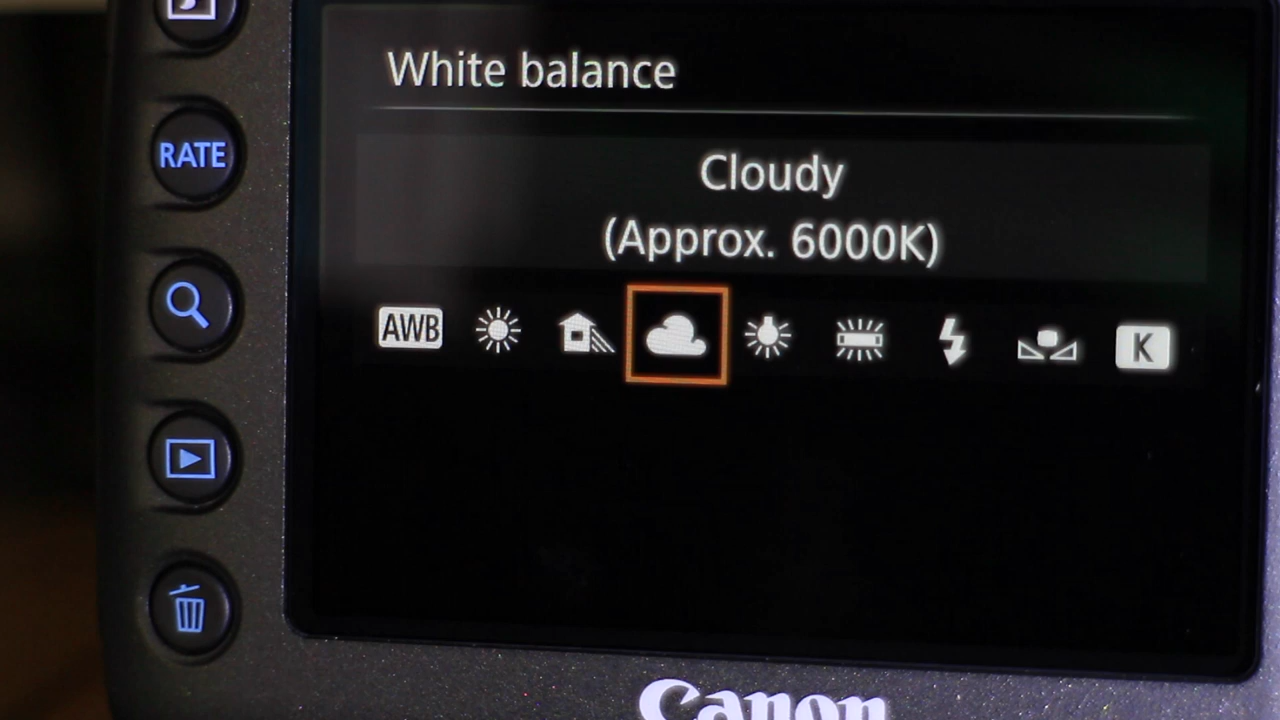 White balance
RATE
Cloudy
(Approx. 6000K)
AWB
K
Canon